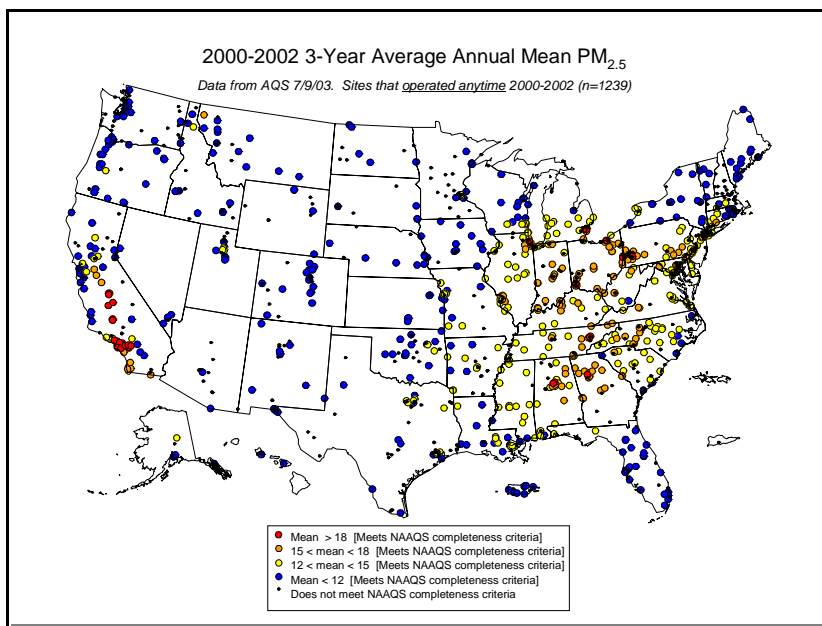 2000-2002 3-Year Average Annual Mean PM2.5
Data from AQS 7/9/03. Sites that operated anytime 2000-2002 (n=1239)
Mean > 18 [Meets NAAQS completeness criteria]
15 < mean < 18 [Meets NAAQS completeness criteria]
12 < mean < 15 [Meets NAAQS completeness criteria]
Mean < 12 [Meets NAAQS completeness criteria]
Does not meet NAAQS completeness criteria